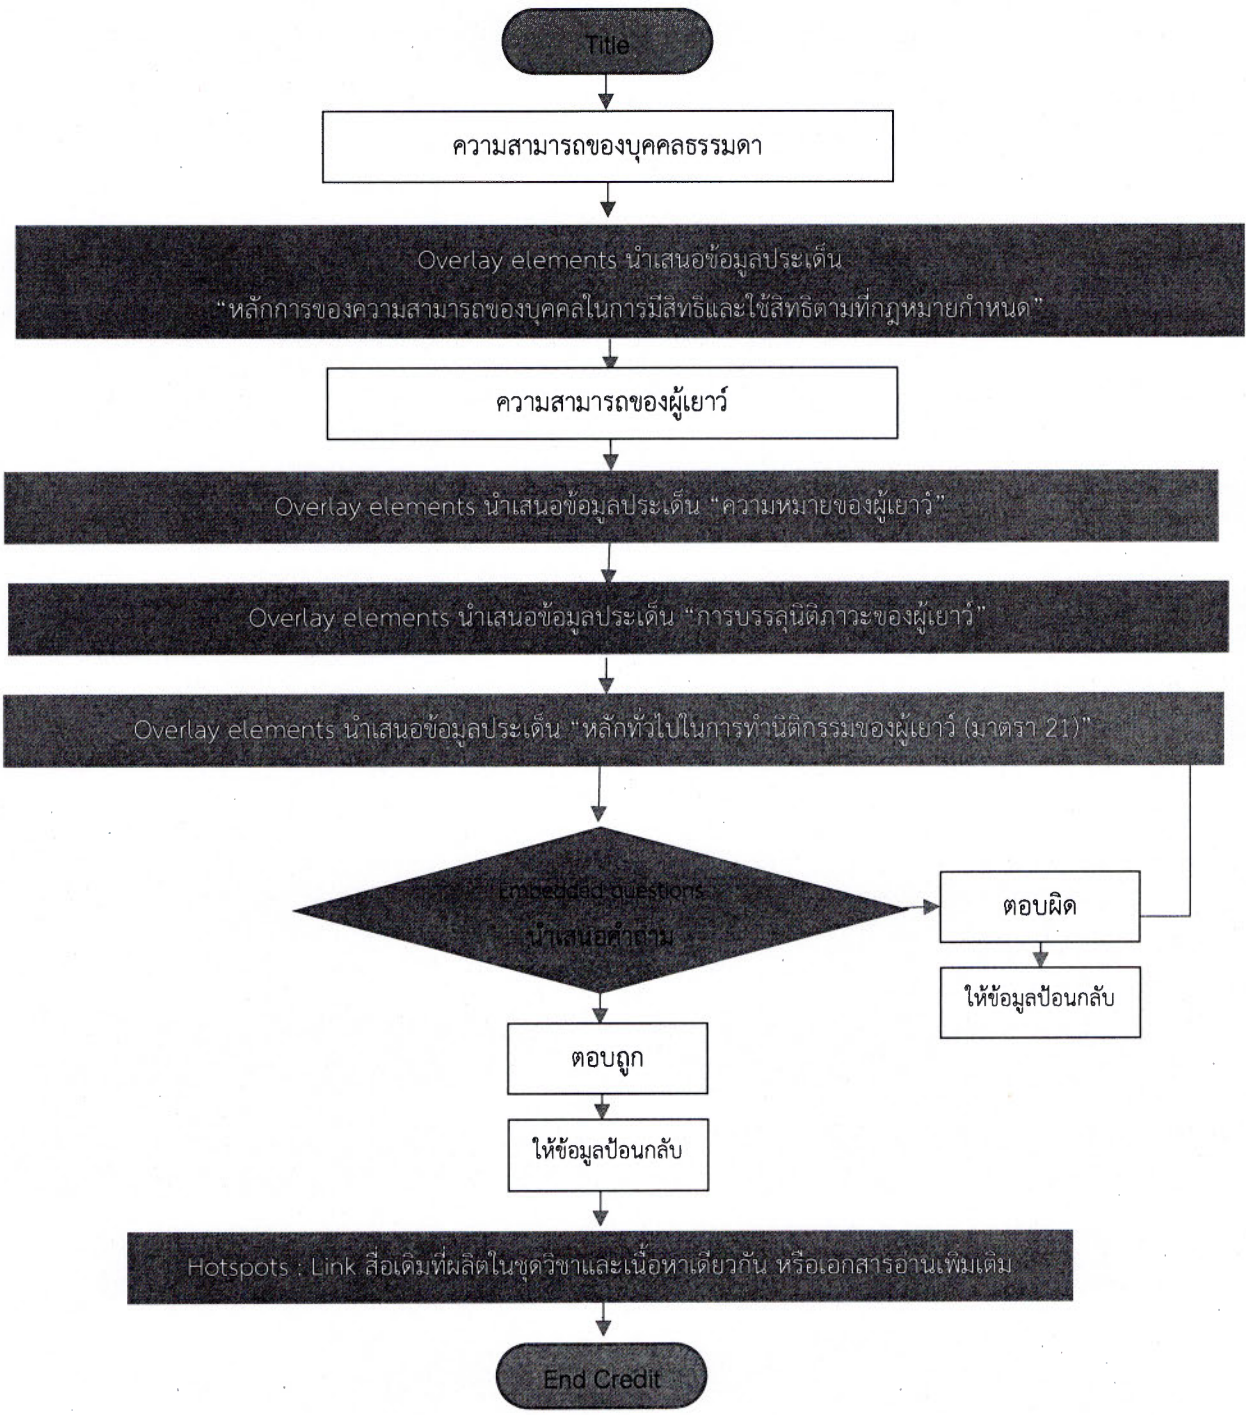 Title
ความสามารถของบุคคลธรรมดา
Overlay elements นำเสนอข้อมูลประเด็น
“หลักการของความสามารถของบุคคลในการมีสิทธิและใช้สิทธิตามที่กฎหมายกำหนด”
ความสามารถของผู้เยาว์
Overlay elements นำเสนอข้อมูลประเด็น “ความหมายของผู้เยาว์”
Overlay elements นำเสนอข้อมูลประเด็น “การบรรลุนิติภาวะของผู้เยาว์”
Overlay elements นำเสนอข้อมูลประเด็น “หลักทั่วไปในการทำนิติกรรมของผู้เยาว์ (มาตรา 21)”
Embedded questions
นำเสนอคำถาม
ตอบผิด
ให้ข้อมูลป้อนกลับ
ตอบถูก
ให้ข้อมูลป้อนกลับ
Hotspots : Link สื่อเดิมที่ผลิตในชุดวิชาและเนื้อหาเดียวกัน หรือเอกสารอ่านเพิ่มเติม
End Credit